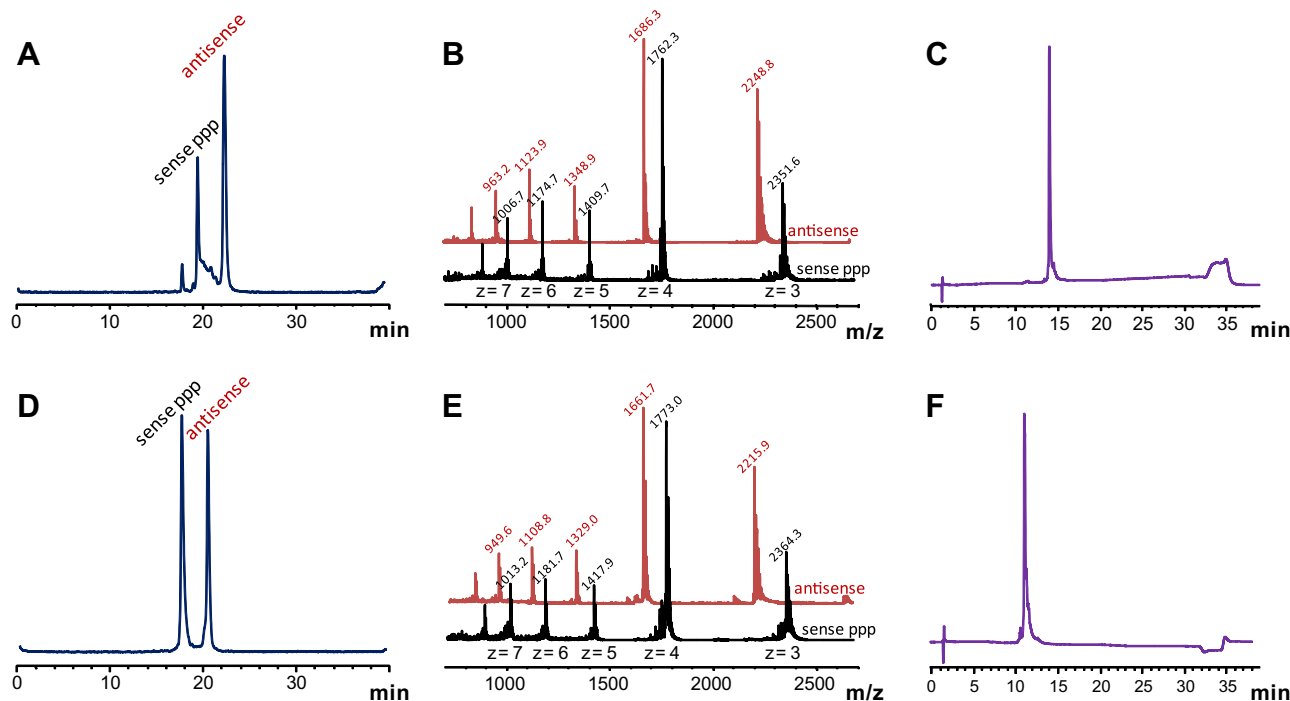 A
sense ppp
antisense
0
10
20
30
min
B
963.2
1123.9
1348.9
1686.3
2248.8
1006.7
1174.7
1409.7
1762.3
2351.6
antisense
sense ppp
z = 7
z = 6
z = 5
z = 4
z = 3
1000
1500
2000
2500
m/z
C
0
5
10
15
20
25
30
35
min
D
sense ppp
antisense
0
10
20
30
min
E
949.6
1108.8
1329.0
1661.7
2215.9
1013.2
1181.7
1417.9
1773.0
2364.3
antisense
sense ppp
z = 7
z = 6
z = 5
z = 4
z = 3
1000
1500
2000
2500
m/z
F
0
5
10
15
20
25
30
35
min